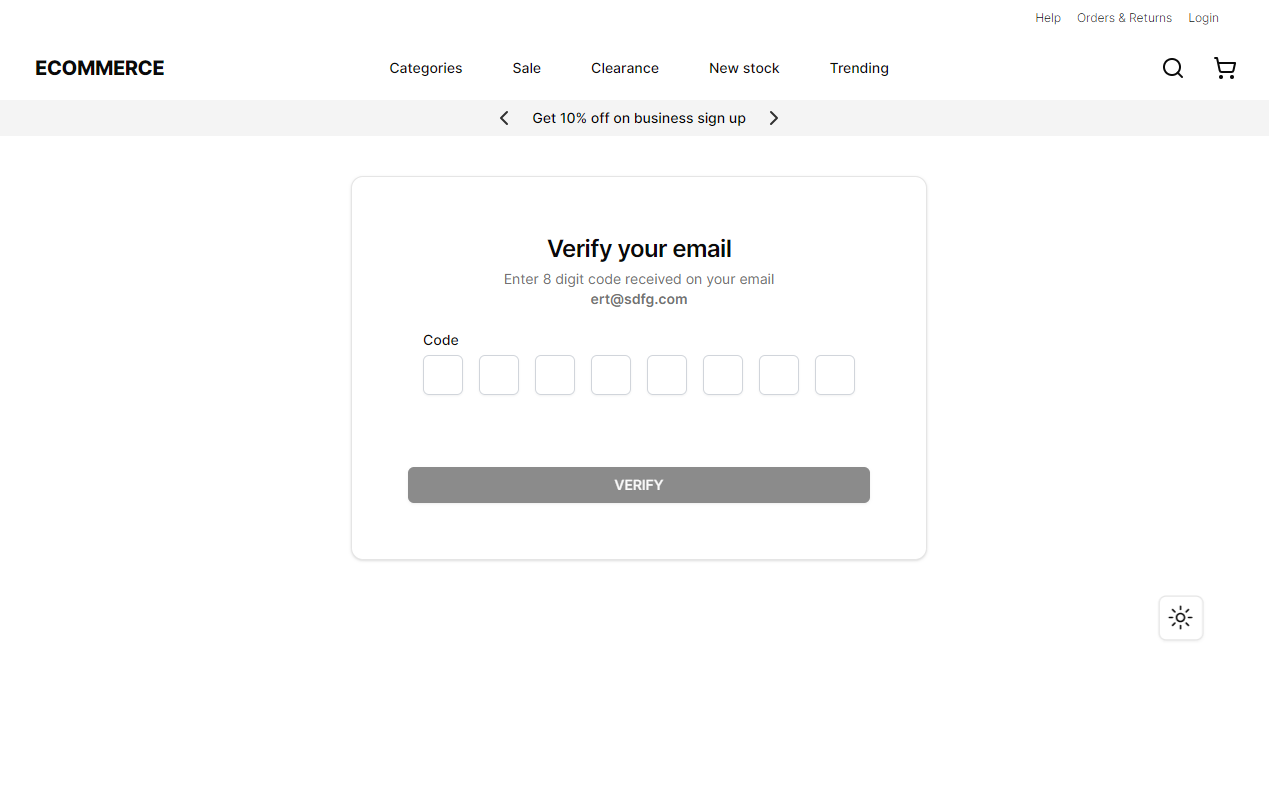 Help Orders & Returns Login
ECOMMERCE Categories Sale Clearance New stock Trending
Get 10% off on business sign up
Verify your email
Enter 8 digit code received on your email
ert@sdfg.com
Code
VERIFY